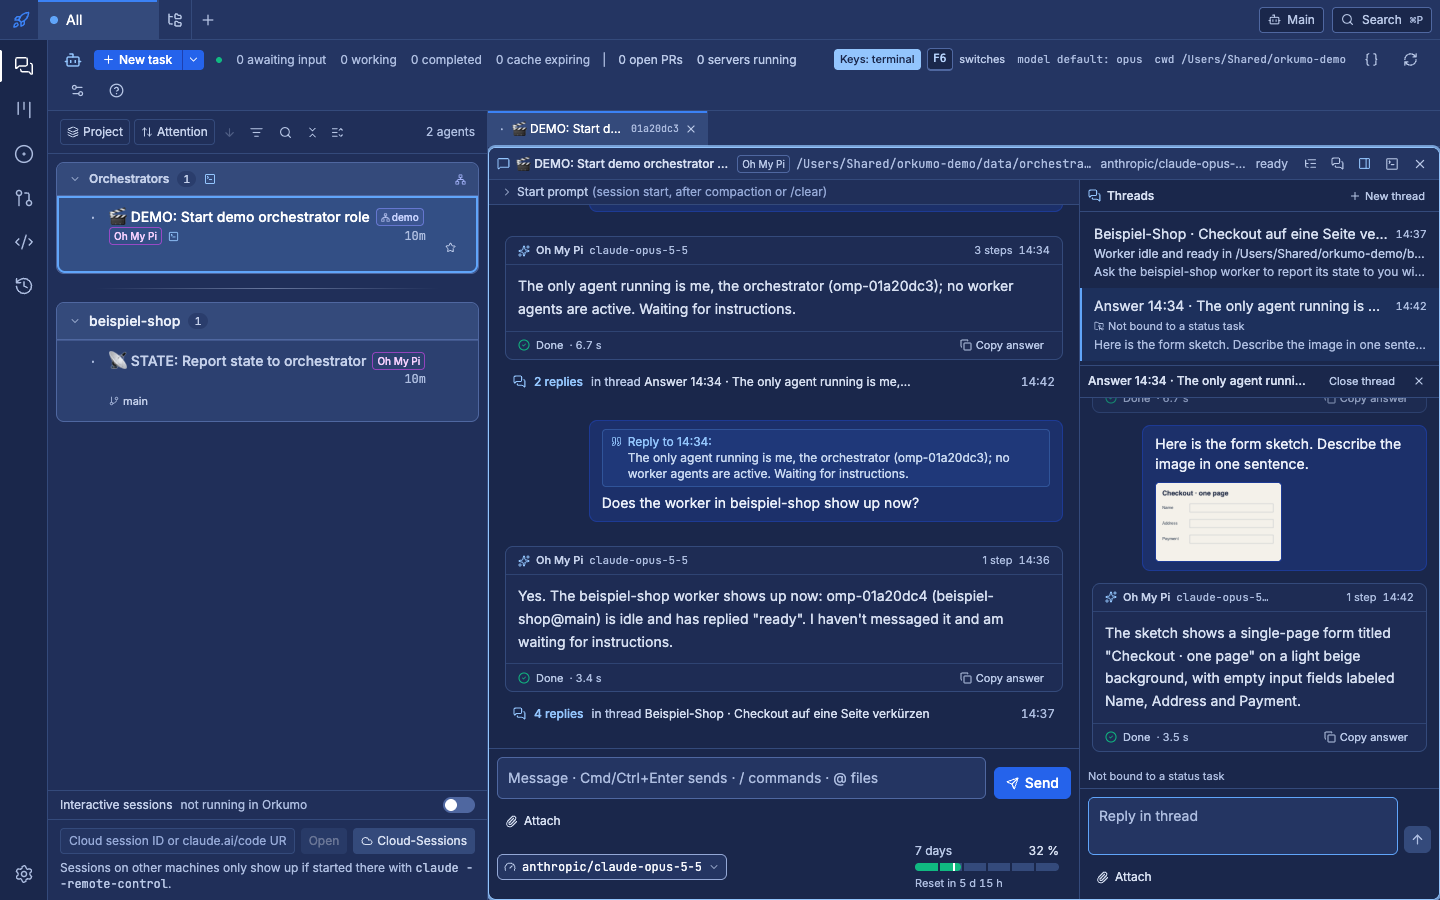 All
Main
Search ⌘P
+ New task
0 awaiting input
0 working
0 completed
0 cache expiring
0 open PRs
0 servers running
Keys: terminal
F6
switches
model default: opus
cwd /Users/Shared/orkumo-demo
Project
Attention
2 agents
Orchestrators 1
DEMO: Start demo orchestrator role
demo
Oh My Pi
10m
beispiel-shop 1
STATE: Report state to orchestrator
Oh My Pi
10m
main
Interactive sessions not running in Orkumo
Cloud session ID or claude.ai/code UR
Open
Cloud-Sessions
Sessions on other machines only show up if started there with claude -
-remote-control.
DEMO: Start d... 01a20dc3
DEMO: Start demo orchestrator ...
Oh My Pi
/Users/Shared/orkumo-demo/data/orchestra...
anthropic/claude-opus-...
ready
Start prompt (session start, after compaction or /clear)
Oh My Pi claude-opus-5-5
3 steps 14:34
The only agent running is me, the orchestrator (omp-01a20dc3); no worker
agents are active. Waiting for instructions.
Done · 6.7 s
Copy answer
2 replies in thread Answer 14:34 · The only agent running is me,...
14:42
Reply to 14:34:
The only agent running is me, the orchestrator (omp-01a20dc3); no
worker agents are active. Waiting for instructions.
Does the worker in beispiel-shop show up now?
Oh My Pi claude-opus-5-5
1 step 14:36
Yes. The beispiel-shop worker shows up now: omp-01a20dc4 (beispiel-
shop@main) is idle and has replied "ready". I haven't messaged it and am
waiting for instructions.
Done · 3.4 s
Copy answer
4 replies in thread Beispiel-Shop · Checkout auf eine Seite verkürzen
14:37
Message · Cmd/Ctrl+Enter sends · / commands · @ files
Send
Attach
anthropic/claude-opus-5-5
7 days
32 %
Reset in 5 d 15 h
Threads
+ New thread
Beispiel-Shop · Checkout auf eine Seite ve... 14:37
Worker idle and ready in /Users/Shared/orkumo-demo/b...
Ask the beispiel-shop worker to report its state to you wi...
Answer 14:34 · The only agent running is ... 14:42
Not bound to a status task
Here is the form sketch. Describe the image in one sente...
Answer 14:34 · The only agent runni...
Close thread
Done · 6.7 s
Copy answer
Here is the form sketch. Describe the
image in one sentence.
Checkout · one page
Name
Address
Payment
Oh My Pi claude-opus-5...
1 step 14:42
The sketch shows a single-page form titled
"Checkout · one page" on a light beige
background, with empty input fields labeled
Name, Address and Payment.
Done · 3.5 s
Copy answer
Not bound to a status task
Reply in thread
Attach